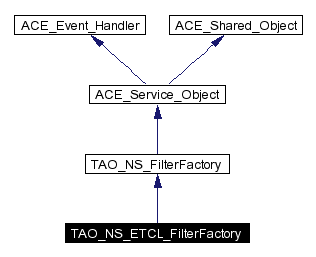 ACE_Event_Handler
ACE_Shared_Object
ACE_Service_Object
TAO_NS_FilterFactory
TAO_NS_ETCL_FilterFactory